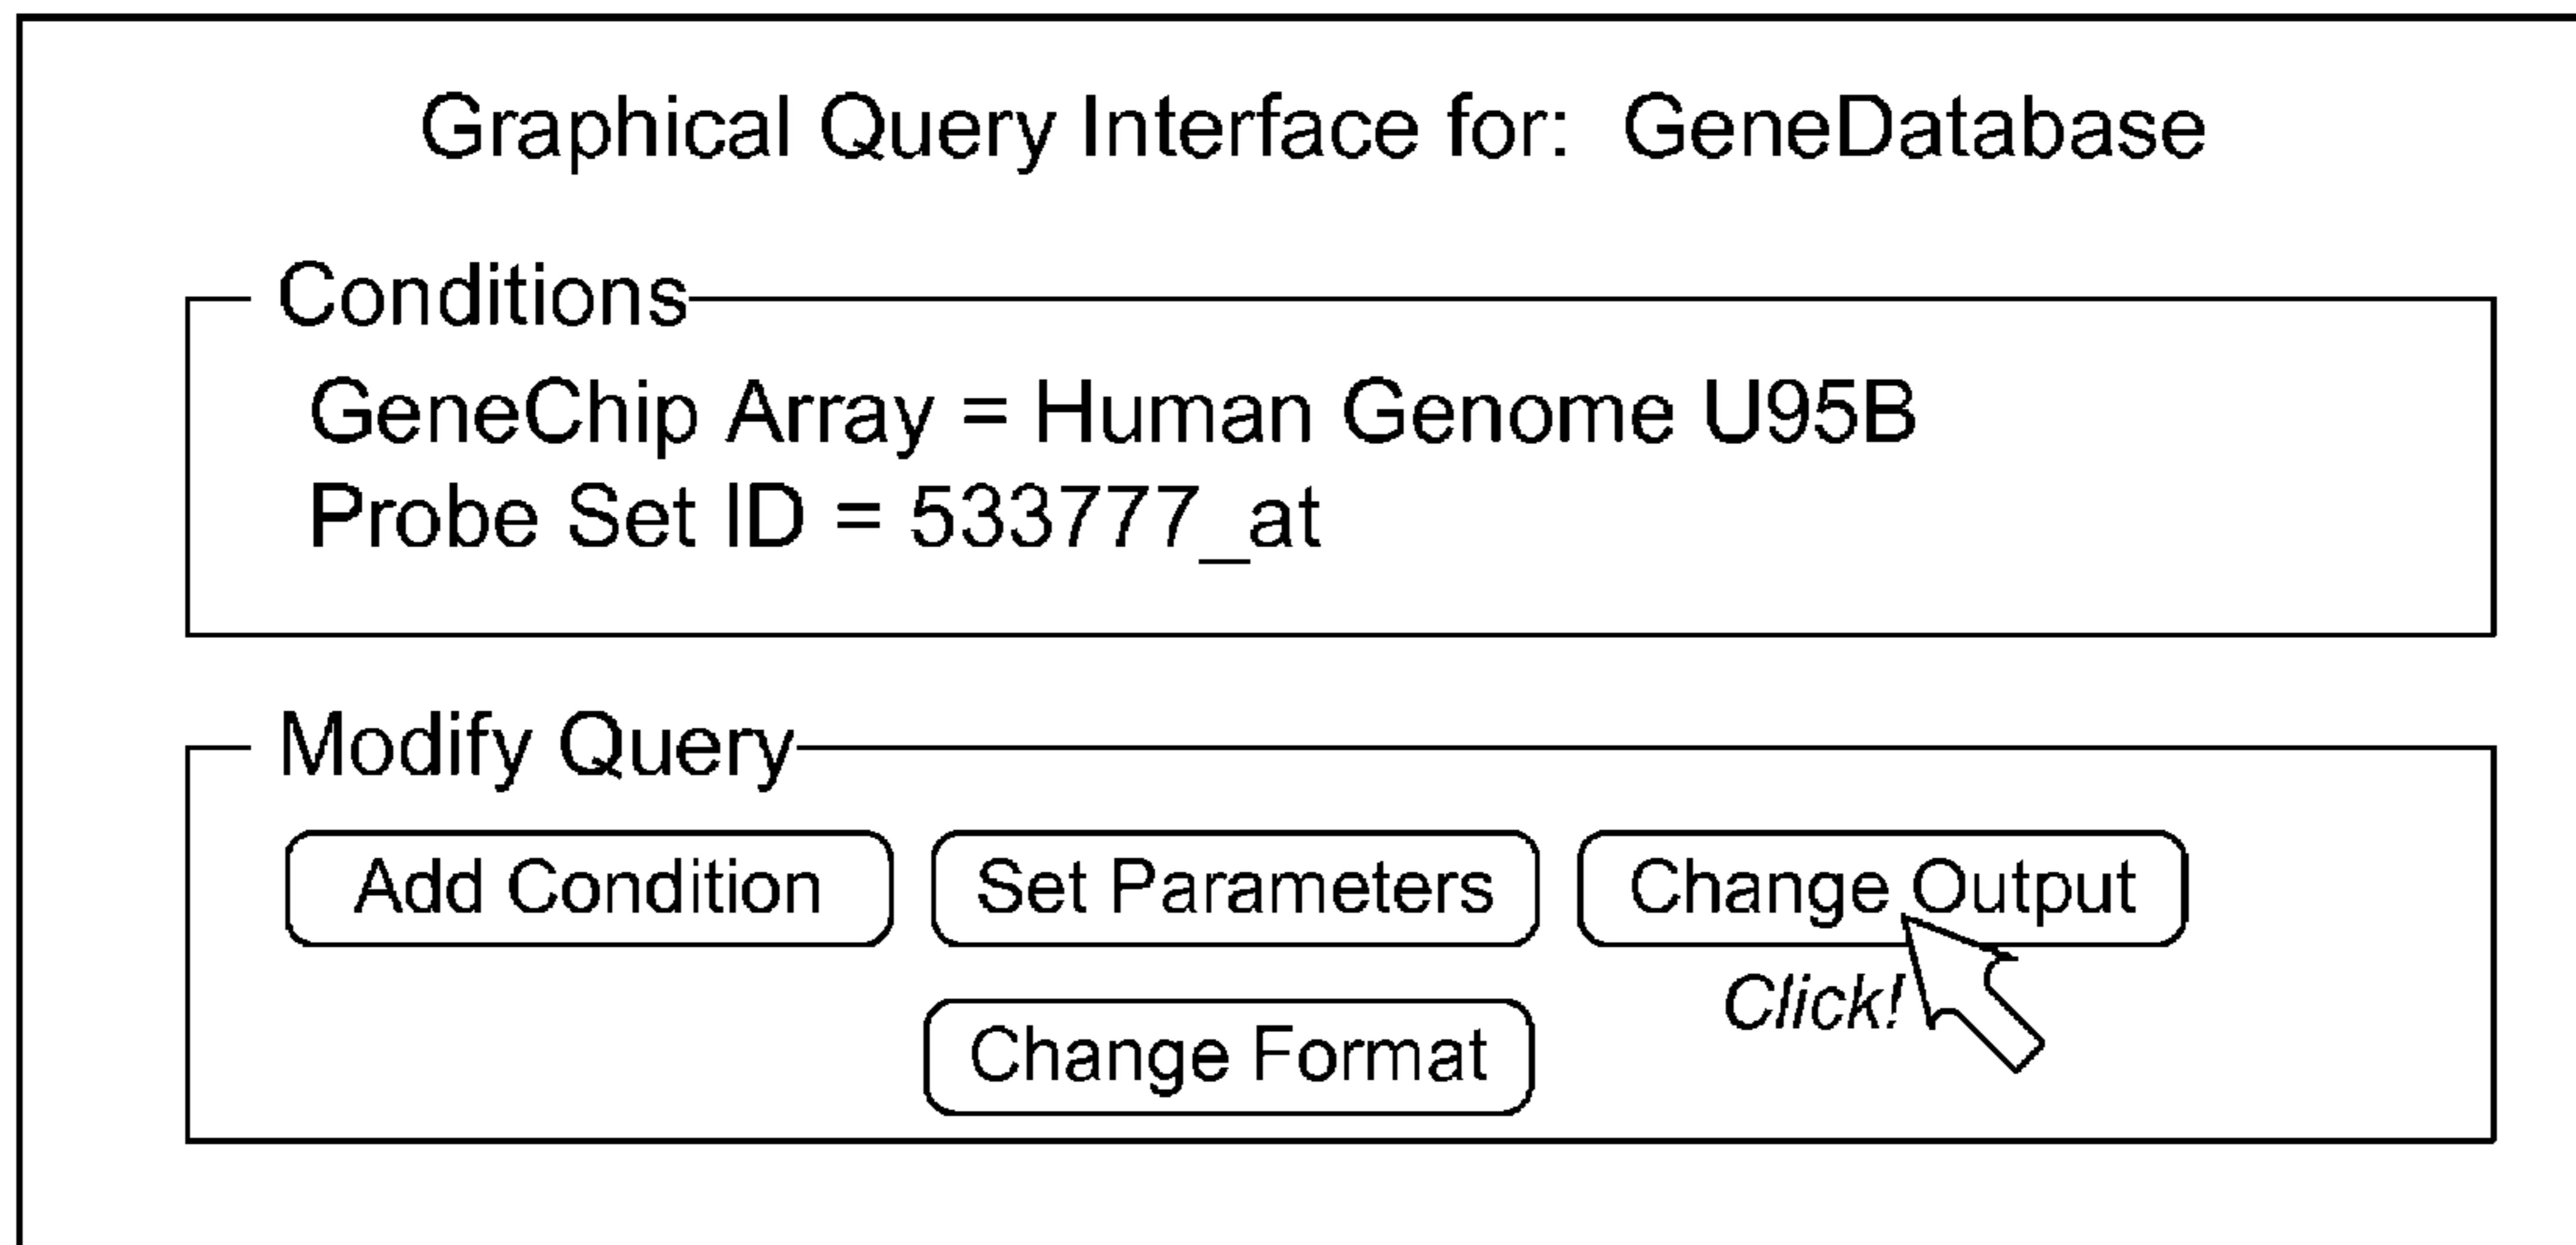 Graphical Query Interface for: GeneDatabase
Conditions
GeneChip Array = Human Genome U95B
Probe Set ID = 533777_at
Modify Query
Add Condition
Set Parameters
Change Output
Click!
Change Format